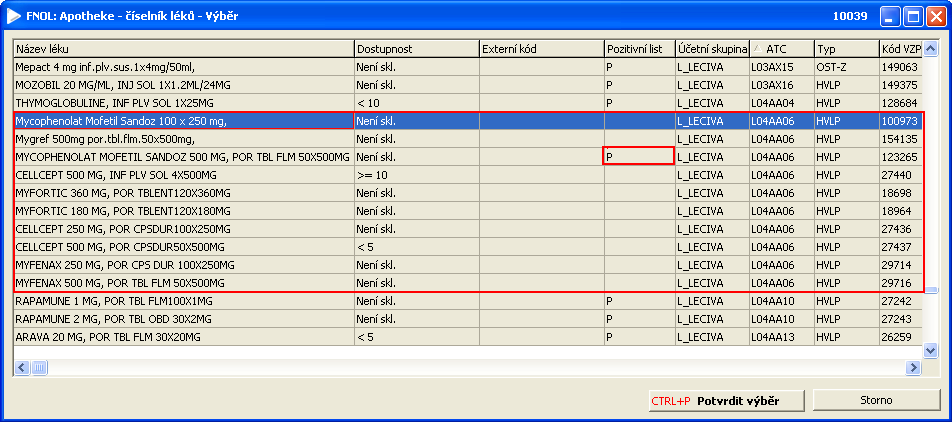 FNOL: Apotheke - číselník léků - Výběr 10039
Název léku Dostupnost Externí kód Pozitivní list Účetní skupina ATC Typ Kód VZP
Mepact 4 mg inf.plv.sus.1x4mg/50ml, Není skl. P L_LECIVA L03AX15 OST-Z 149063
MOZOBIL 20 MG/ML, INJ SOL 1X1.2ML/24MG Není skl. P L_LECIVA L03AX16 HVLP 149375
THYMOGLOBULINE, INF PLV SOL 1X25MG < 10 P L_LECIVA L04AA04 HVLP 128684
Mycophenolat Mofetil Sandoz 100 x 250 mg, Není skl. L_LECIVA L04AA06 HVLP 100973
Mygref 500mg por.tbl.flm.50x500mg, Není skl. L_LECIVA L04AA06 HVLP 154135
MYCOPHENOLAT MOFETIL SANDOZ 500 MG, POR TBL FLM 50X500MG Není skl. P L_LECIVA L04AA06 HVLP 123265
CELLCEPT 500 MG, INF PLV SOL 4X500MG >= 10 L_LECIVA L04AA06 HVLP 27440
MYFORTIC 360 MG, POR TBLENT120X360MG Není skl. L_LECIVA L04AA06 HVLP 18698
MYFORTIC 180 MG, POR TBLENT120X180MG Není skl. L_LECIVA L04AA06 HVLP 18964
CELLCEPT 250 MG, POR CPSDUR100X250MG Není skl. L_LECIVA L04AA06 HVLP 27436
CELLCEPT 500 MG, POR CPSDUR50X500MG < 5 L_LECIVA L04AA06 HVLP 27437
MYFENAX 250 MG, POR CPS DUR 100X250MG Není skl. L_LECIVA L04AA06 HVLP 29714
MYFENAX 500 MG, POR TBL FLM 50X500MG Není skl. L_LECIVA L04AA06 HVLP 29716
RAPAMUNE 1 MG, POR TBL FLM100X1MG Není skl. P L_LECIVA L04AA10 HVLP 27242
RAPAMUNE 2 MG, POR TBL OBD 30X2MG Není skl. P L_LECIVA L04AA10 HVLP 27243
ARAVA 20 MG, POR TBL FLM 30X20MG < 5 P L_LECIVA L04AA13 HVLP 26259
CTRL+P Potvrdit výběr Storno